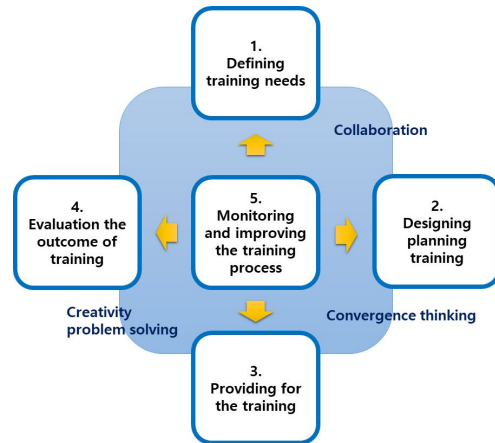 1.
Defining
training needs
Collaboration
4.
Evaluation the
outcome of
training
5.
Monitoring
and improving
the training
process
2.
Designing
planning
training
Creativity
problem solving
Convergence thinking
3.
Providing for
the training